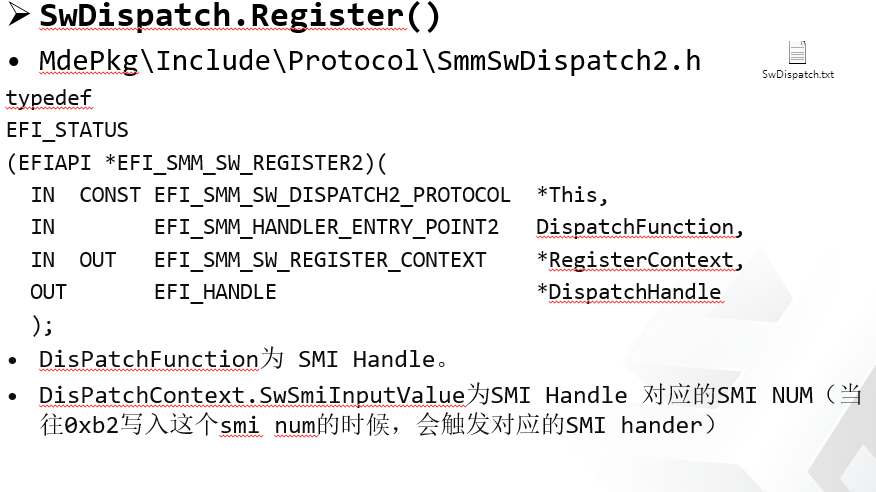 ➢ SwDispatch.Register()
• MdePkg\Include\Protocol\SmmSwDispatch2.h
SwDispatch.txt
typedef
EFI_STATUS
(EFIAPI *EFI_SMM_SW_REGISTER2)(
  IN  CONST EFI_SMM_SW_DISPATCH2_PROTOCOL  *This,
  IN        EFI_SMM_HANDLER_ENTRY_POINT2   DispatchFunction,
  IN  OUT   EFI_SMM_SW_REGISTER_CONTEXT    *RegisterContext,
  OUT       EFI_HANDLE                     *DispatchHandle
  );
• DisPatchFunction为 SMI Handle。
• DisPatchContext.SwSmiInputValue为SMI Handle 对应的SMI NUM（当
往0xb2写入这个smi num的时候，会触发对应的SMI hander）